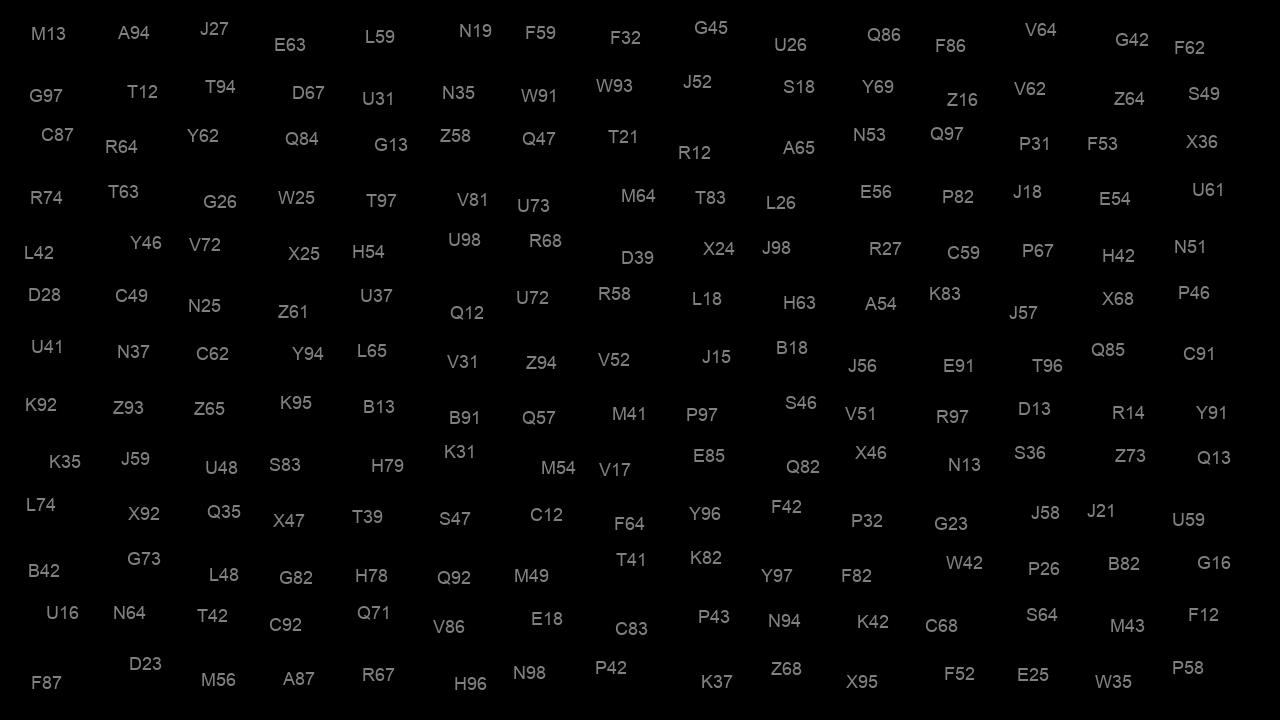 M13 A94 J27 E63 L59 N19 F59 F32 G45 U26 Q86 F86 V64 G42 F62
G97 T12 T94 D67 U31 N35 W91 W93 J52 S18 Y69 Z16 V62 Z64 S49
C87 R64 Y62 Q84 G13 Z58 Q47 T21 R12 A65 N53 Q97 P31 F53 X36
R74 T63 G26 W25 T97 V81 U73 M64 T83 L26 E56 P82 J18 E54 U61
L42 Y46 V72 X25 H54 U98 R68 D39 X24 J98 R27 C59 P67 H42 N51
D28 C49 N25 Z61 U37 Q12 U72 R58 L18 H63 A54 K83 J57 X68 P46
U41 N37 C62 Y94 L65 V31 Z94 V52 J15 B18 J56 E91 T96 Q85 C91
K92 Z93 Z65 K95 B13 B91 Q57 M41 P97 S46 V51 R97 D13 R14 Y91
K35 J59 U48 S83 H79 K31 M54 V17 E85 Q82 X46 N13 S36 Z73 Q13
L74 X92 Q35 X47 T39 S47 C12 F64 Y96 F42 P32 G23 J58 J21 U59
B42 G73 L48 G82 H78 Q92 M49 T41 K82 Y97 F82 W42 P26 B82 G16
U16 N64 T42 C92 Q71 V86 E18 C83 P43 N94 K42 C68 S64 M43 F12
F87 D23 M56 A87 R67 H96 N98 P42 K37 Z68 X95 F52 E25 W35 P58